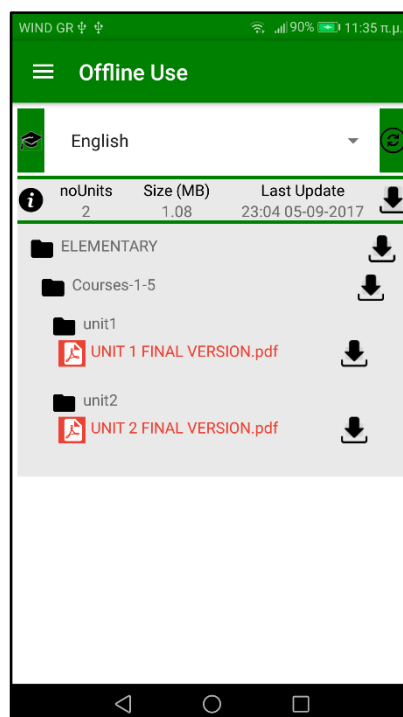 WIND GR 90% 11:35 π.μ.
Offline Use
English
noUnits Size (MB) Last Update
2 1.08 23:04 05-09-2017
ELEMENTARY
Courses-1-5
unit1
UNIT 1 FINAL VERSION.pdf
unit2
UNIT 2 FINAL VERSION.pdf